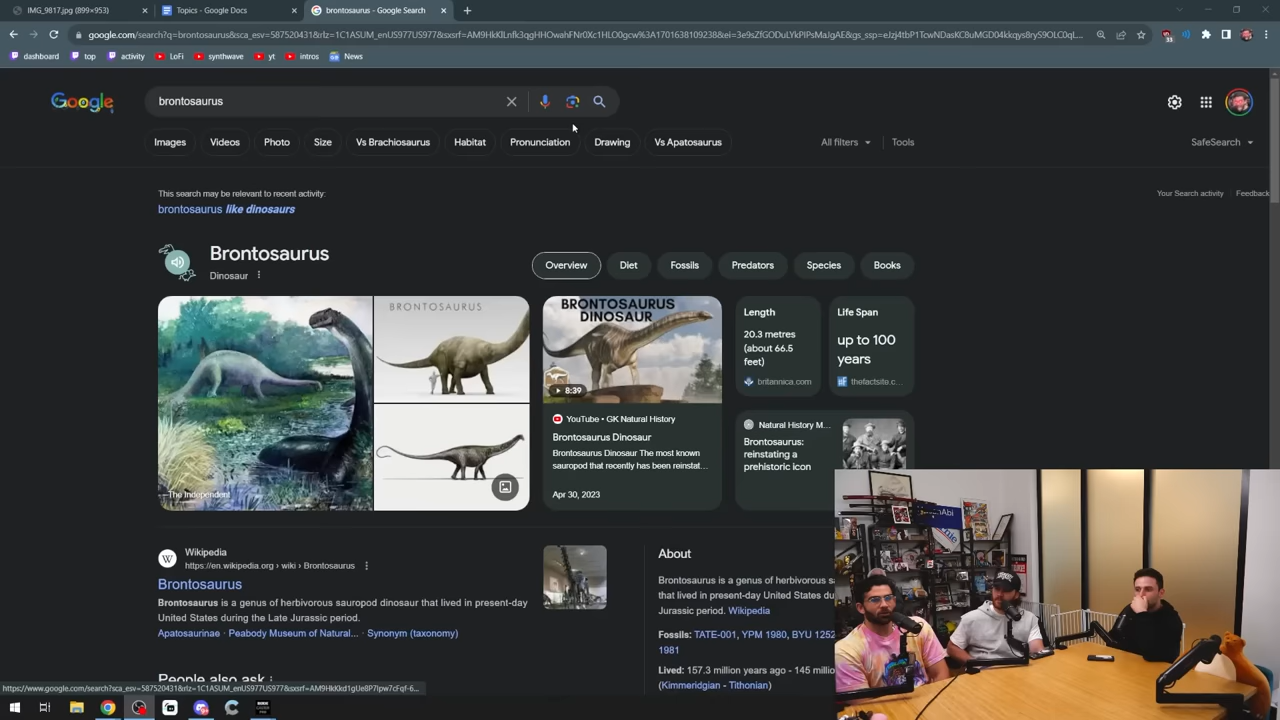 IMG_9817.jpg (899×953)
Topics - Google Docs
brontosaurus - Google Search
dashboard
top
activity
LoFi
synthwave
yt
intros
News
Google
brontosaurus
Images
Videos
Photo
Size
Vs Brachiosaurus
Habitat
Pronunciation
Drawing
Vs Apatosaurus
All filters
Tools
SafeSearch
This search may be relevant to recent activity:
brontosaurus like dinosaurs
Your Search activity
Feedback
Brontosaurus
Dinosaur
Overview
Diet
Fossils
Predators
Species
Books
The Independent
BRONTOSAURUS
BRONTOSAURUS
DINOSAUR
8:39
YouTube • GK Natural History
Brontosaurus Dinosaur
Brontosaurus Dinosaur The most known
sauropod that recently has been reinstat...
Apr 30, 2023
Length
20.3 metres
(about 66.5
feet)
britannica.com
Life Span
up to 100
years
thefactsite.c...
Natural History M...
Brontosaurus:
reinstating a
prehistoric icon
W
Wikipedia
https://en.wikipedia.org › wiki › Brontosaurus
Brontosaurus
Brontosaurus is a genus of herbivorous sauropod dinosaur that lived in present-day
United States during the Late Jurassic period.
Apatosaurinae · Peabody Museum of Natural... · Synonym (taxonomy)
People also ask
About
Brontosaurus is a genus of herbivorous sa
that lived in present-day United States du
Jurassic period. Wikipedia
Fossils: TATE-001, YPM 1980, BYU 1252
1981
Lived: 157.3 million years ago - 145 milli
(Kimmeridgian - Tithonian)